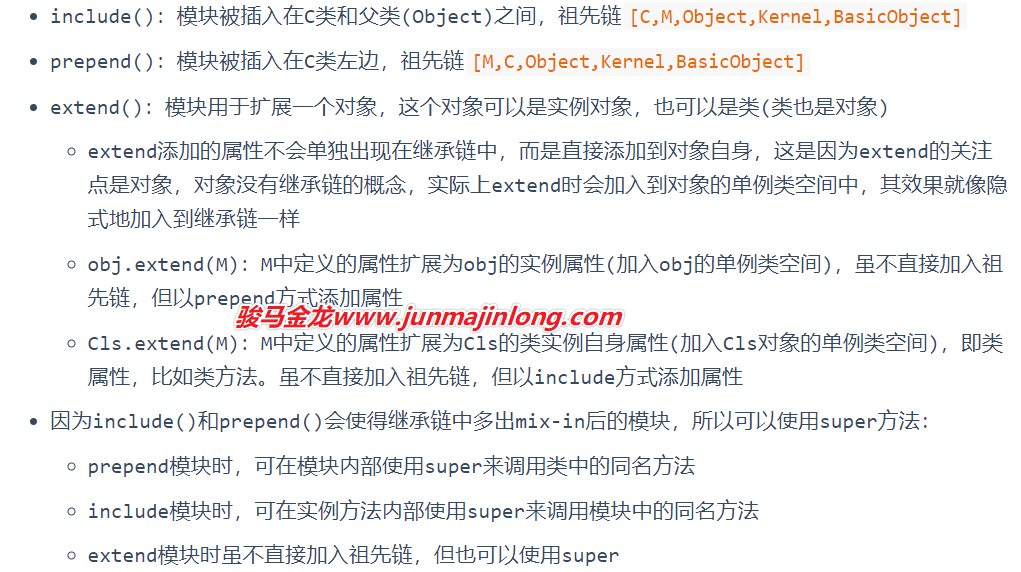 include()：模块被插入在C类和父类(Object)之间，祖先链 [C,M,Object,Kernel,BasicObject]
prepend()：模块被插入在C类左边，祖先链 [M,C,Object,Kernel,BasicObject]
extend()：模块用于扩展一个对象，这个对象可以是实例对象，也可以是类(类也是对象)
extend添加的属性不会单独出现在继承链中，而是直接添加到对象自身，这是因为extend的关注
点是对象，对象没有继承链的概念，实际上extend时会加入到对象的单例类空间中，其效果就像隐
式地加入到继承链一样
obj.extend(M)：M中定义的属性扩展为obj的实例属性(加入obj的单例类空间)，虽不直接加入祖
先链，但以prepend方式添加属性
骏马金龙www.junmajinlong.com
Cls.extend(M)：M中定义的属性扩展为Cls的类实例自身属性(加入Cls对象的单例类空间)，即类
属性，比如类方法。虽不直接加入祖先链，但以include方式添加属性
因为include()和prepend()会使得继承链中多出mix-in后的模块，所以可以使用super方法：
prepend模块时，可在模块内部使用super来调用类中的同名方法
include模块时，可在实例方法内部使用super来调用模块中的同名方法
extend模块时虽不直接加入祖先链，但也可以使用super